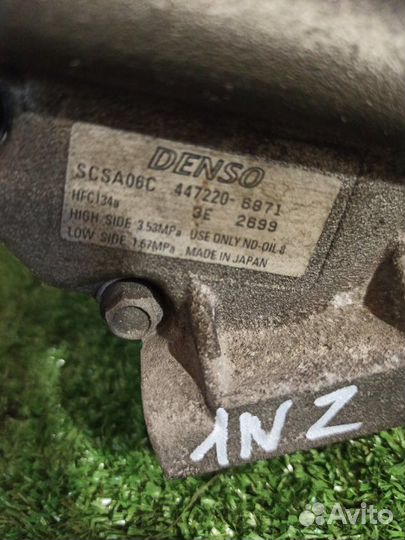 DENSO
SCSA06C 447220-6871
HFC134a 3E 2699
HIGH SIDE 3.53MPa USE ONLY ND-OIL 8
LOW SIDE 1.67MPa MADE IN JAPAN
1NZ
Avito